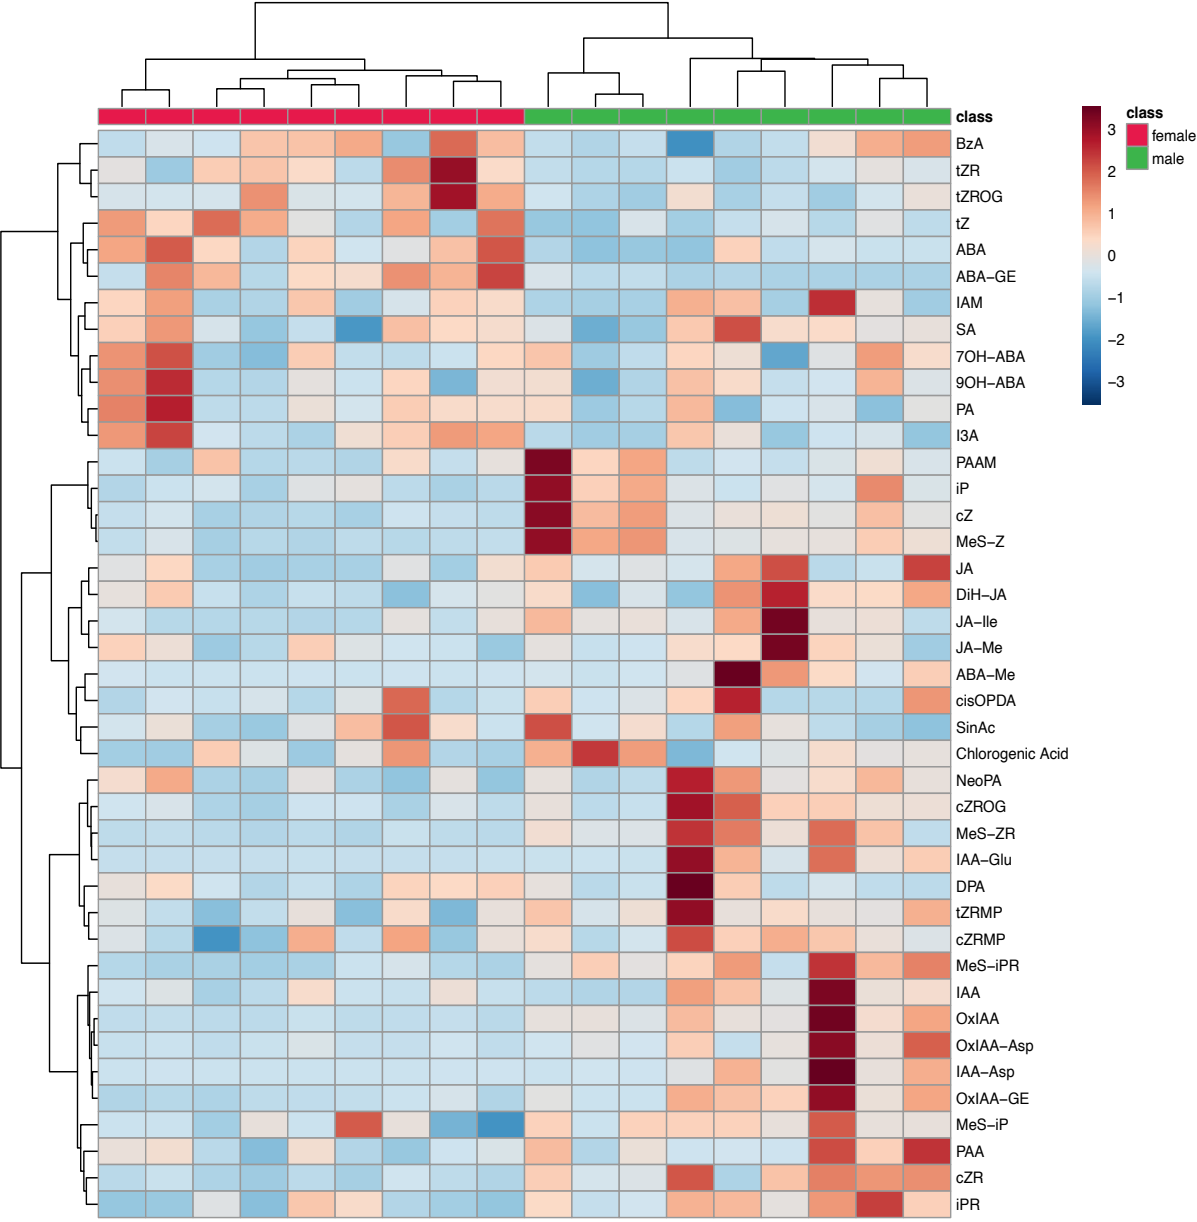 class
BzA
tZR
tZROG
tZ
ABA
ABA−GE
IAM
SA
7OH−ABA
9OH−ABA
PA
I3A
PAAM
iP
cZ
MeS−Z
JA
DiH−JA
JA−Ile
JA−Me
ABA−Me
cisOPDA
SinAc
Chlorogenic Acid
NeoPA
cZROG
MeS−ZR
IAA−Glu
DPA
tZRMP
cZRMP
MeS−iPR
IAA
OxIAA
OxIAA−Asp
IAA−Asp
OxIAA−GE
MeS−iP
PAA
cZR
iPR
3
2
1
0
−1
−2
−3
class
female
male